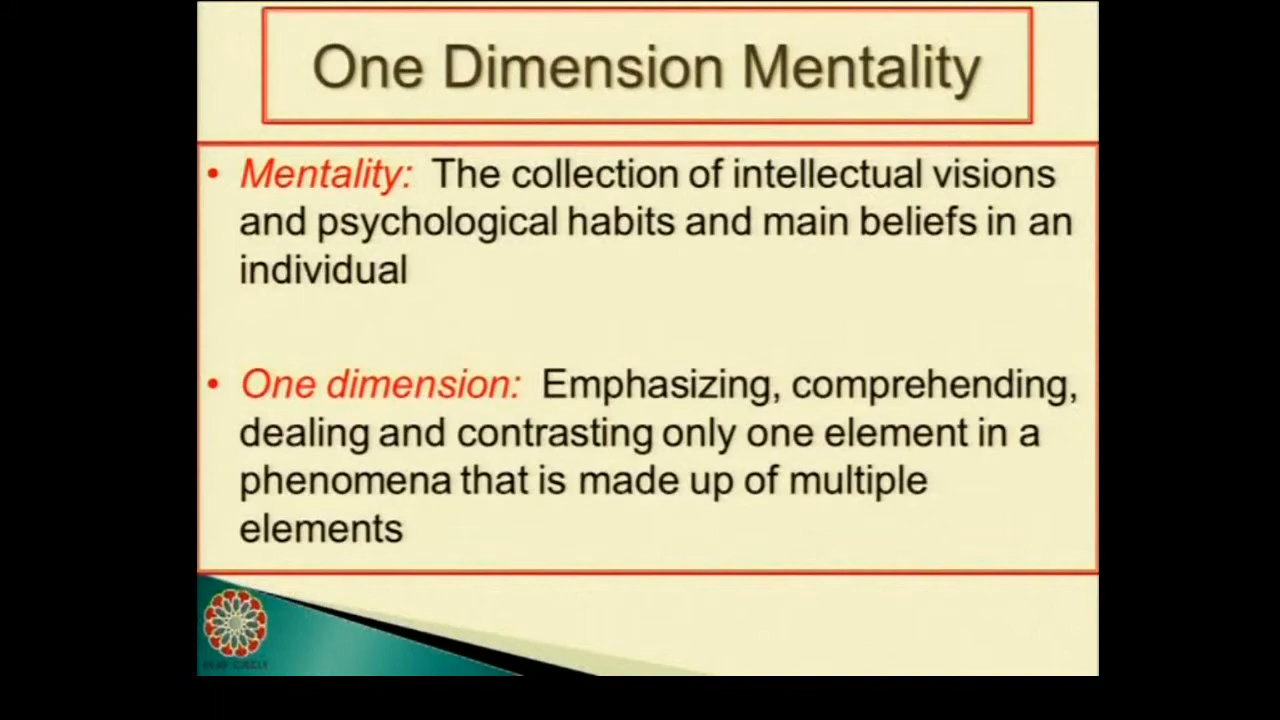 One Dimension Mentality
• Mentality: The collection of intellectual visions
and psychological habits and main beliefs in an
individual
• One dimension: Emphasizing, comprehending,
dealing and contrasting only one element in a
phenomena that is made up of multiple
elements